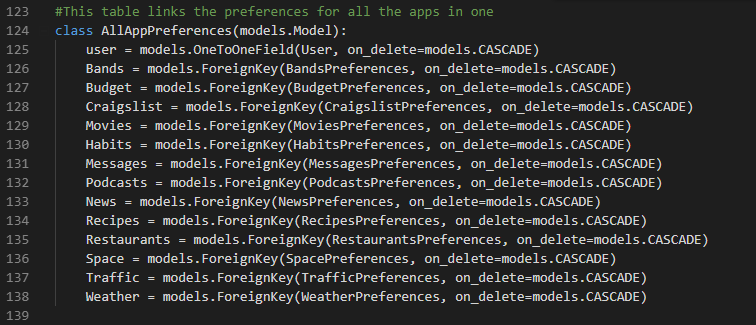 123 #This table links the preferences for all the apps in one
124 class AllAppPreferences(models.Model):
125     user = models.OneToOneField(User, on_delete=models.CASCADE)
126     Bands = models.ForeignKey(BandsPreferences, on_delete=models.CASCADE)
127     Budget = models.ForeignKey(BudgetPreferences, on_delete=models.CASCADE)
128     Craigslist = models.ForeignKey(CraigslistPreferences, on_delete=models.CASCADE)
129     Movies = models.ForeignKey(MoviesPreferences, on_delete=models.CASCADE)
130     Habits = models.ForeignKey(HabitsPreferences, on_delete=models.CASCADE)
131     Messages = models.ForeignKey(MessagesPreferences, on_delete=models.CASCADE)
132     Podcasts = models.ForeignKey(PodcastsPreferences, on_delete=models.CASCADE)
133     News = models.ForeignKey(NewsPreferences, on_delete=models.CASCADE)
134     Recipes = models.ForeignKey(RecipesPreferences, on_delete=models.CASCADE)
135     Restaurants = models.ForeignKey(RestaurantsPreferences, on_delete=models.CASCADE)
136     Space = models.ForeignKey(SpacePreferences, on_delete=models.CASCADE)
137     Traffic = models.ForeignKey(TrafficPreferences, on_delete=models.CASCADE)
138     Weather = models.ForeignKey(WeatherPreferences, on_delete=models.CASCADE)
139